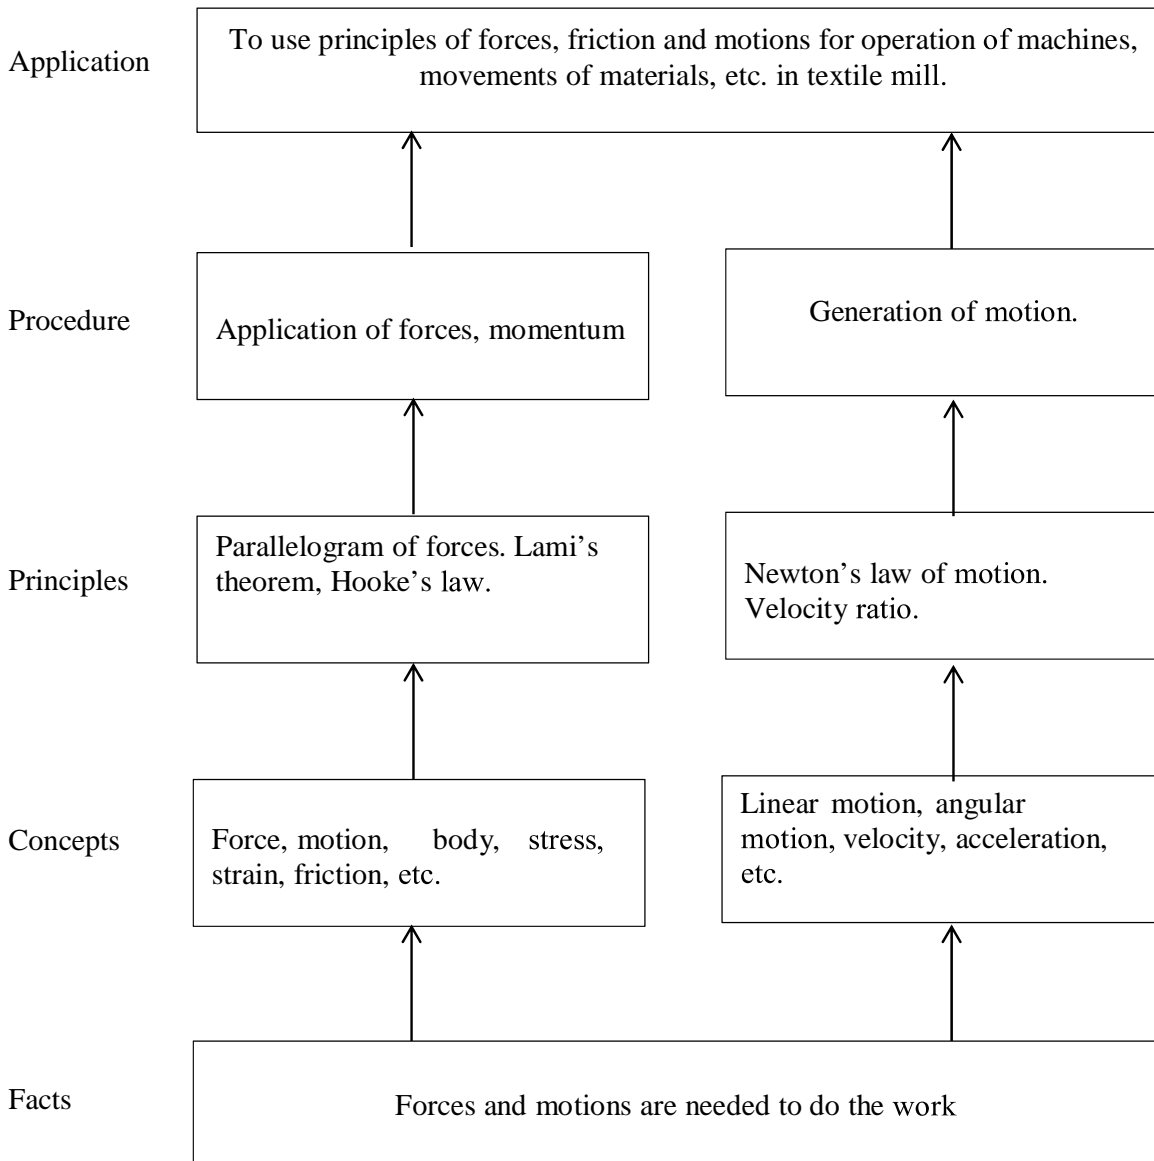 Application
To use principles of forces, friction and motions for operation of machines,
movements of materials, etc. in textile mill.
Procedure
Application of forces, momentum
Generation of motion.
Principles
Parallelogram of forces. Lami’s
theorem, Hooke’s law.
Newton’s law of motion.
Velocity ratio.
Concepts
Force, motion, body, stress,
strain, friction, etc.
Linear motion, angular
motion, velocity, acceleration,
etc.
Facts
Forces and motions are needed to do the work